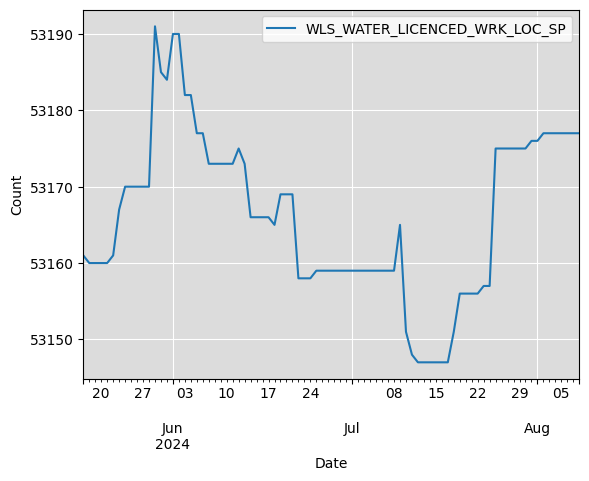 WLS_WATER_LICENCED_WRK_LOC_SP
53190
53180
53170
53160
53150
Count
20 27 03 10 17 24 08 15 22 29 05
Jun Jul Aug
2024
Date